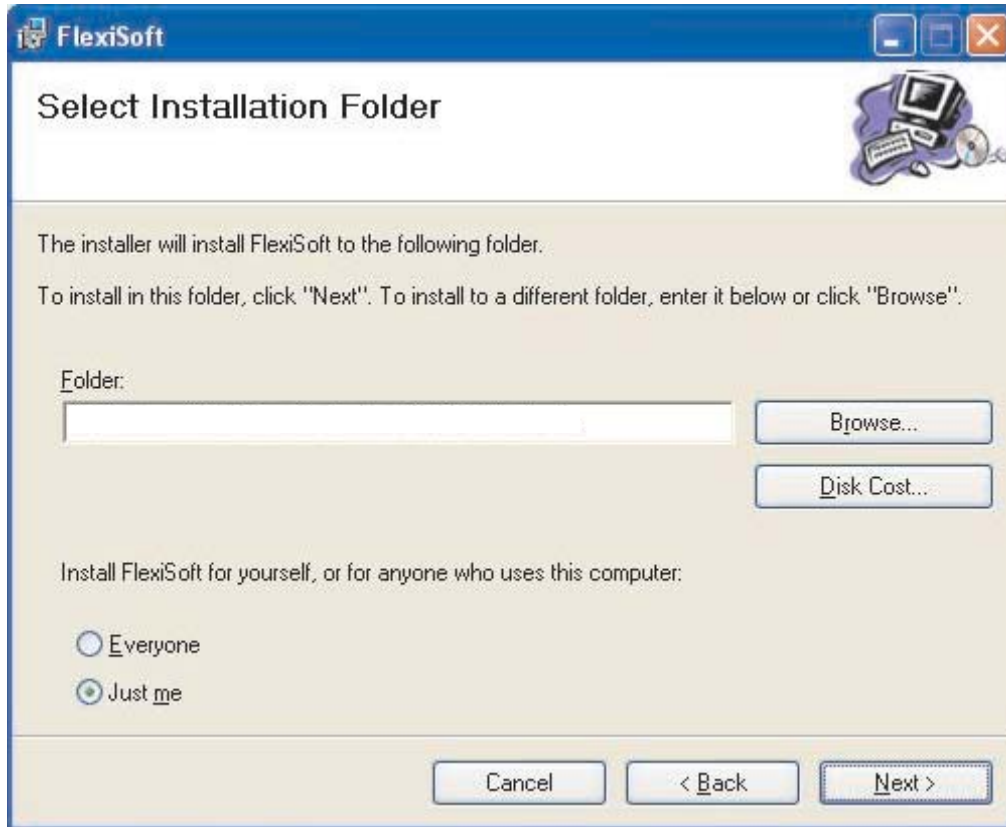 FlexiSoft
Select Installation Folder
The installer will install FlexiSoft to the following folder.
To install in this folder, click "Next". To install to a different folder, enter it below or click "Browse".
Folder:
Browse...
Disk Cost...
Install FlexiSoft for yourself, or for anyone who uses this computer:
Everyone
Just me
Cancel
< Back
Next >